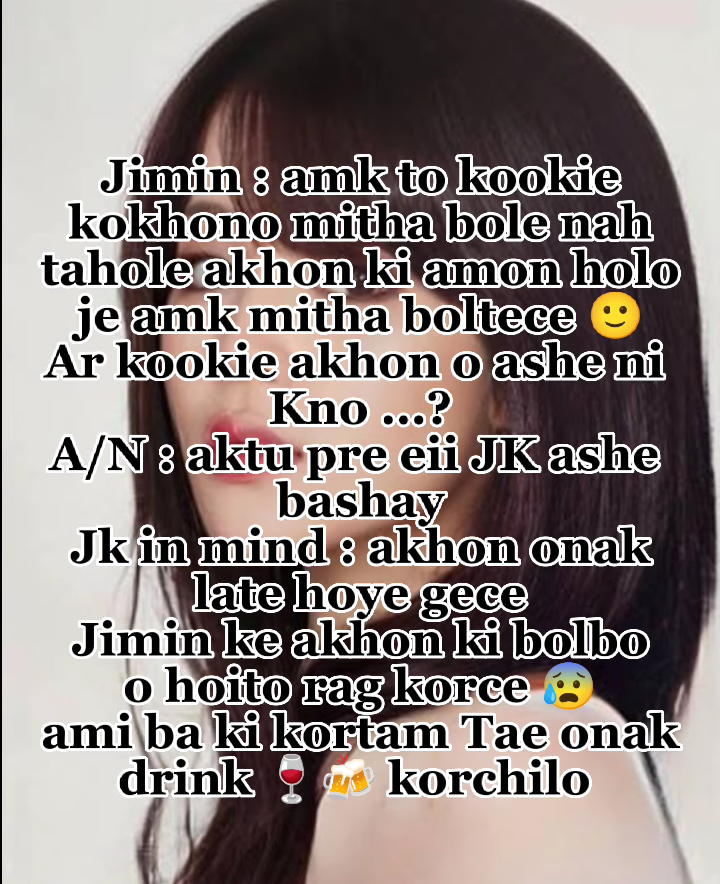 Jimin : amk to kookie
kokhono mitha bole nah
tahole akhon ki amon holo
je amk mitha boltece 🙂
Ar kookie akhon o ashe ni
Kno ...?
A/N : aktu pre eii JK ashe
bashay
Jk in mind : akhon onak
late hoye gece
Jimin ke akhon ki bolbo
o hoito rag korce 😰
ami ba ki kortam Tae onak
drink 🍷🍻 korchilo